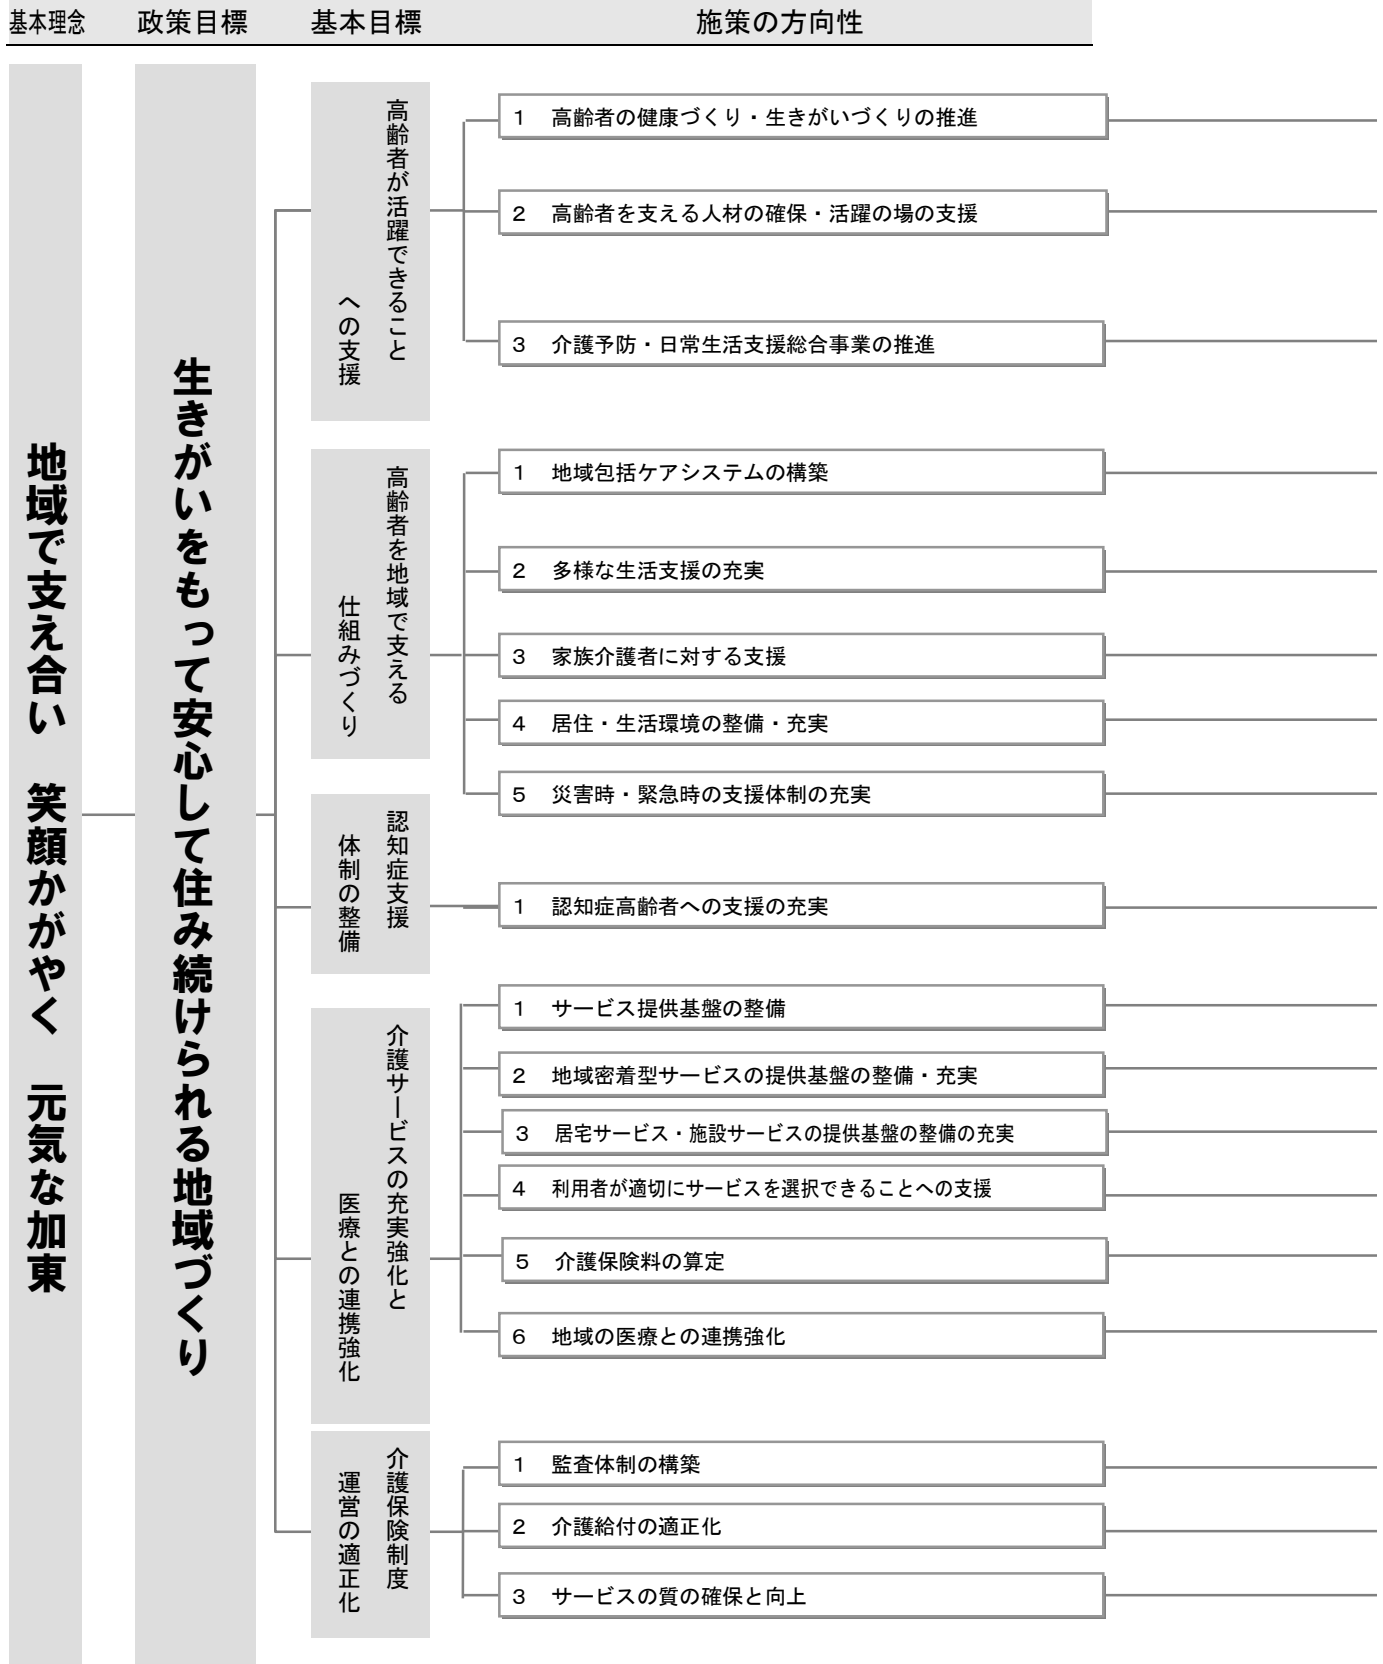 基本理念 政策目標 基本目標 施策の方向性
地域で支え合い 笑顔かがやく 元気な加東
生きがいをもって安心して住み続けられる地域づくり
高齢者が活躍できること
への支援
1 高齢者の健康づくり・生きがいづくりの推進
2 高齢者を支える人材の確保・活躍の場の支援
3 介護予防・日常生活支援総合事業の推進
高齢者を地域で支える
仕組みづくり
1 地域包括ケアシステムの構築
2 多様な生活支援の充実
3 家族介護者に対する支援
4 居住・生活環境の整備・充実
5 災害時・緊急時の支援体制の充実
認知症支援
体制の整備
1 認知症高齢者への支援の充実
介護サービスの充実強化と
医療との連携強化
1 サービス提供基盤の整備
2 地域密着型サービスの提供基盤の整備・充実
3 居宅サービス・施設サービスの提供基盤の整備の充実
4 利用者が適切にサービスを選択できることへの支援
5 介護保険料の算定
6 地域の医療との連携強化
介護保険制度
運営の適正化
1 監査体制の構築
2 介護給付の適正化
3 サービスの質の確保と向上